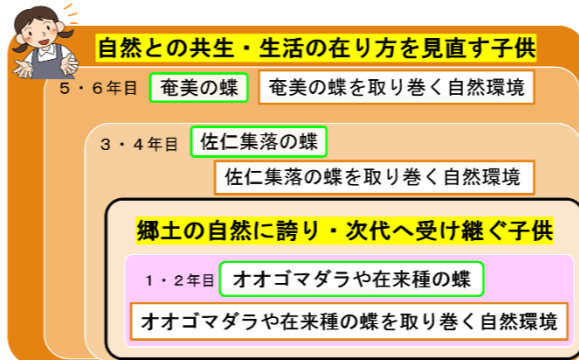 自然との共生・生活の在り方を見直す子供
5・6年目 奄美の蝶 奄美の蝶を取り巻く自然環境
3・4年目 佐仁集落の蝶
佐仁集落の蝶を取り巻く自然環境
郷土の自然に誇り・次代へ受け継ぐ子供
1・2年目 オオゴマダラや在来種の蝶
オオゴマダラや在来種の蝶を取り巻く自然環境